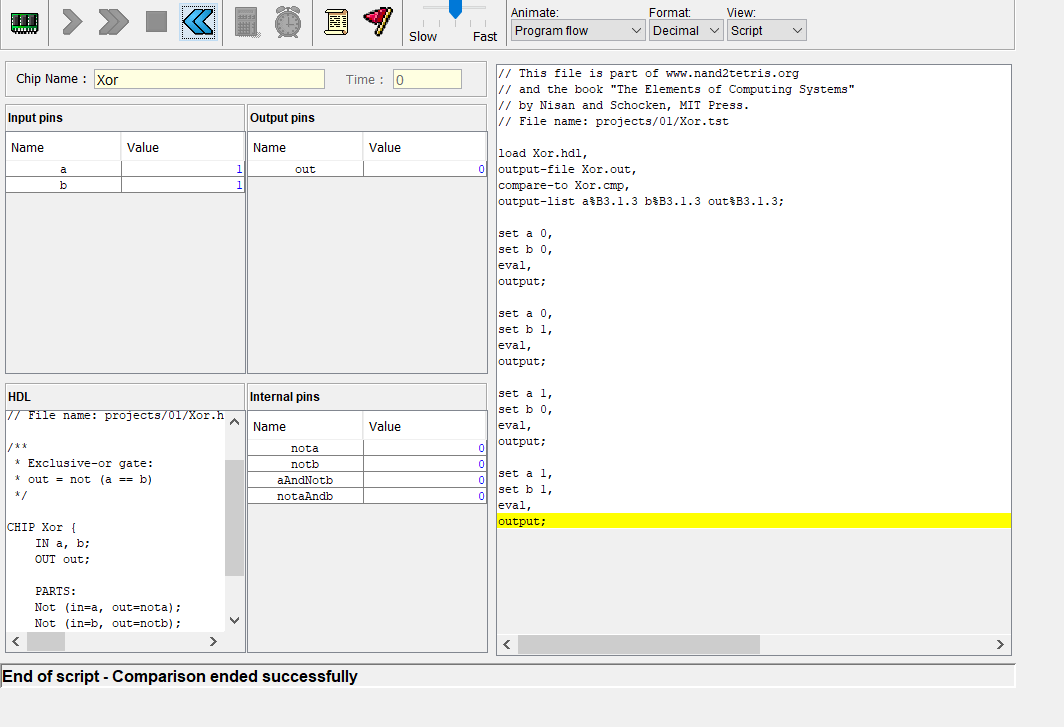 Slow
Fast
Animate:
Program flow
Format:
Decimal
View:
Script
Chip Name :
Xor
Time :
0
Input pins
Name
Value
a
1
b
1
Output pins
Name
Value
out
0
HDL
// File name: projects/01/Xor.h
/**
* Exclusive-or gate:
* out = not (a == b)
*/
CHIP Xor {
IN a, b;
OUT out;
PARTS:
Not (in=a, out=nota);
Not (in=b, out=notb);
Internal pins
Name
Value
nota
0
notb
0
aAndNotb
0
notaAndb
0
// This file is part of www.nand2tetris.org
// and the book "The Elements of Computing Systems"
// by Nisan and Schocken, MIT Press.
// File name: projects/01/Xor.tst
load Xor.hdl,
output-file Xor.out,
compare-to Xor.cmp,
output-list a%B3.1.3 b%B3.1.3 out%B3.1.3;
set a 0,
set b 0,
eval,
output;
set a 0,
set b 1,
eval,
output;
set a 1,
set b 0,
eval,
output;
set a 1,
set b 1,
eval,
output;
End of script - Comparison ended successfully